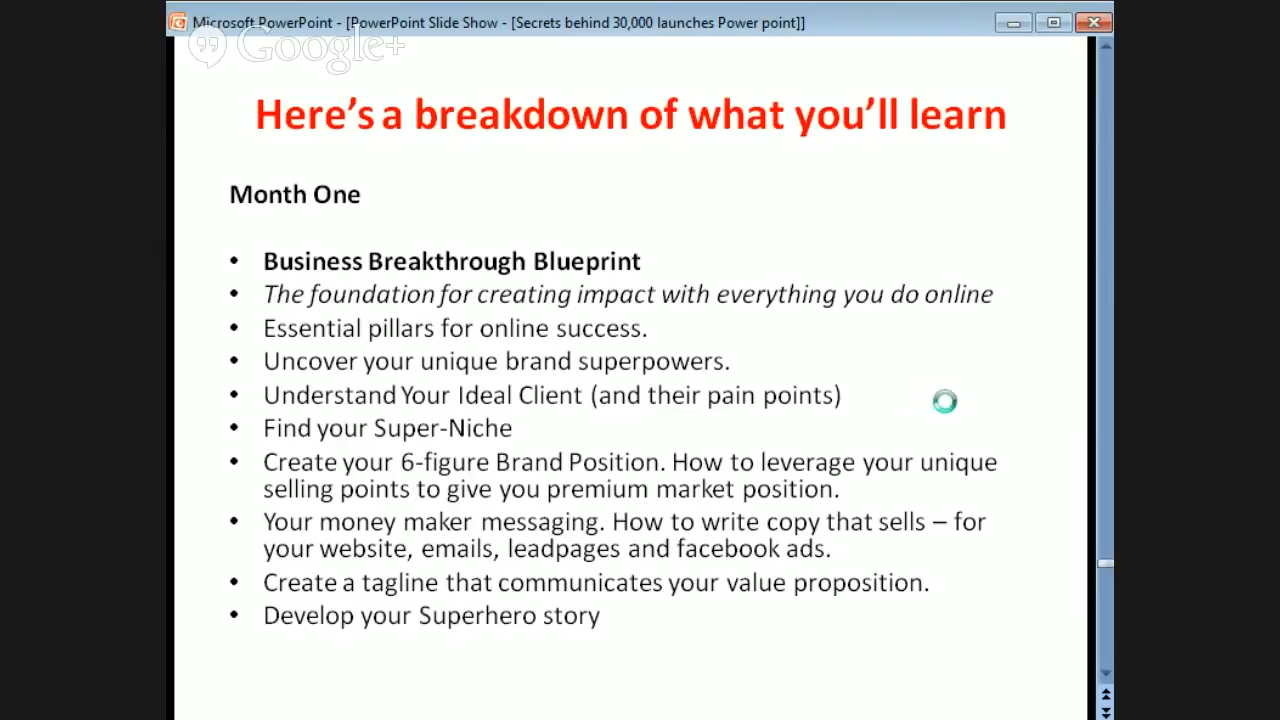 Microsoft PowerPoint - [PowerPoint Slide Show - [Secrets behind 30,000 launches Power point]]
Google+
Here's a breakdown of what you'll learn
Month One
• Business Breakthrough Blueprint
• The foundation for creating impact with everything you do online
• Essential pillars for online success.
• Uncover your unique brand superpowers.
• Understand Your Ideal Client (and their pain points)
• Find your Super-Niche
• Create your 6-figure Brand Position. How to leverage your unique
selling points to give you premium market position.
• Your money maker messaging. How to write copy that sells – for
your website, emails, leadpages and facebook ads.
• Create a tagline that communicates your value proposition.
• Develop your Superhero story